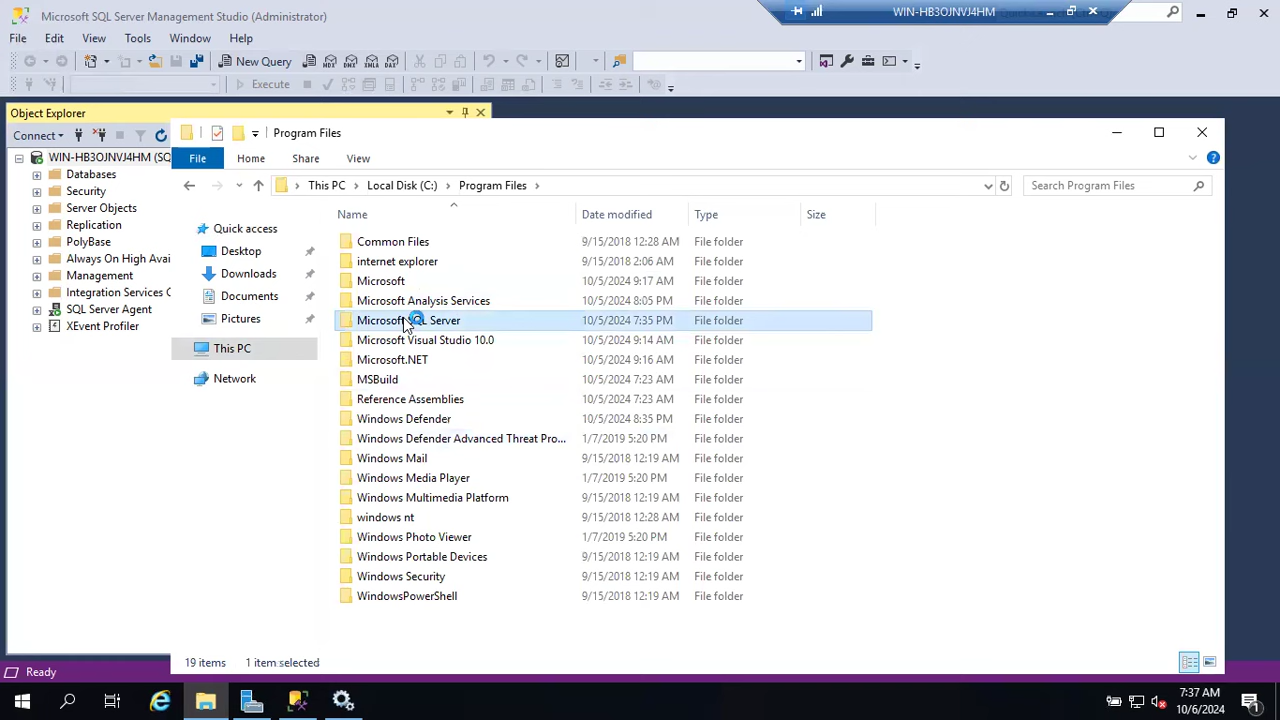 Microsoft SQL Server Management Studio (Administrator)
WIN-HB3OJNVJ4HM
File Edit View Tools Window Help
New Query
Execute
Object Explorer
Connect
WIN-HB3OJNVJ4HM (SQ
Databases
Security
Server Objects
Replication
PolyBase
Always On High Avai
Management
Integration Services C
SQL Server Agent
XEvent Profiler
Ready
Program Files
File Home Share View
This PC Local Disk (C:) Program Files
Search Program Files
Quick access
Desktop
Downloads
Documents
Pictures
This PC
Network
Name Date modified Type Size
Common Files 9/15/2018 12:28 AM File folder
internet explorer 9/15/2018 2:06 AM File folder
Microsoft 10/5/2024 9:17 AM File folder
Microsoft Analysis Services 10/5/2024 8:05 PM File folder
Microsoft SQL Server 10/5/2024 7:35 PM File folder
Microsoft Visual Studio 10.0 10/5/2024 9:14 AM File folder
Microsoft.NET 10/5/2024 9:16 AM File folder
MSBuild 10/5/2024 7:23 AM File folder
Reference Assemblies 10/5/2024 7:23 AM File folder
Windows Defender 10/5/2024 8:35 PM File folder
Windows Defender Advanced Threat Pro... 1/7/2019 5:20 PM File folder
Windows Mail 9/15/2018 12:19 AM File folder
Windows Media Player 1/7/2019 5:20 PM File folder
Windows Multimedia Platform 9/15/2018 12:19 AM File folder
windows nt 9/15/2018 12:28 AM File folder
Windows Photo Viewer 1/7/2019 5:20 PM File folder
Windows Portable Devices 9/15/2018 12:19 AM File folder
Windows Security 9/15/2018 12:19 AM File folder
WindowsPowerShell 9/15/2018 12:19 AM File folder
19 items 1 item selected
7:37 AM
10/6/2024
1